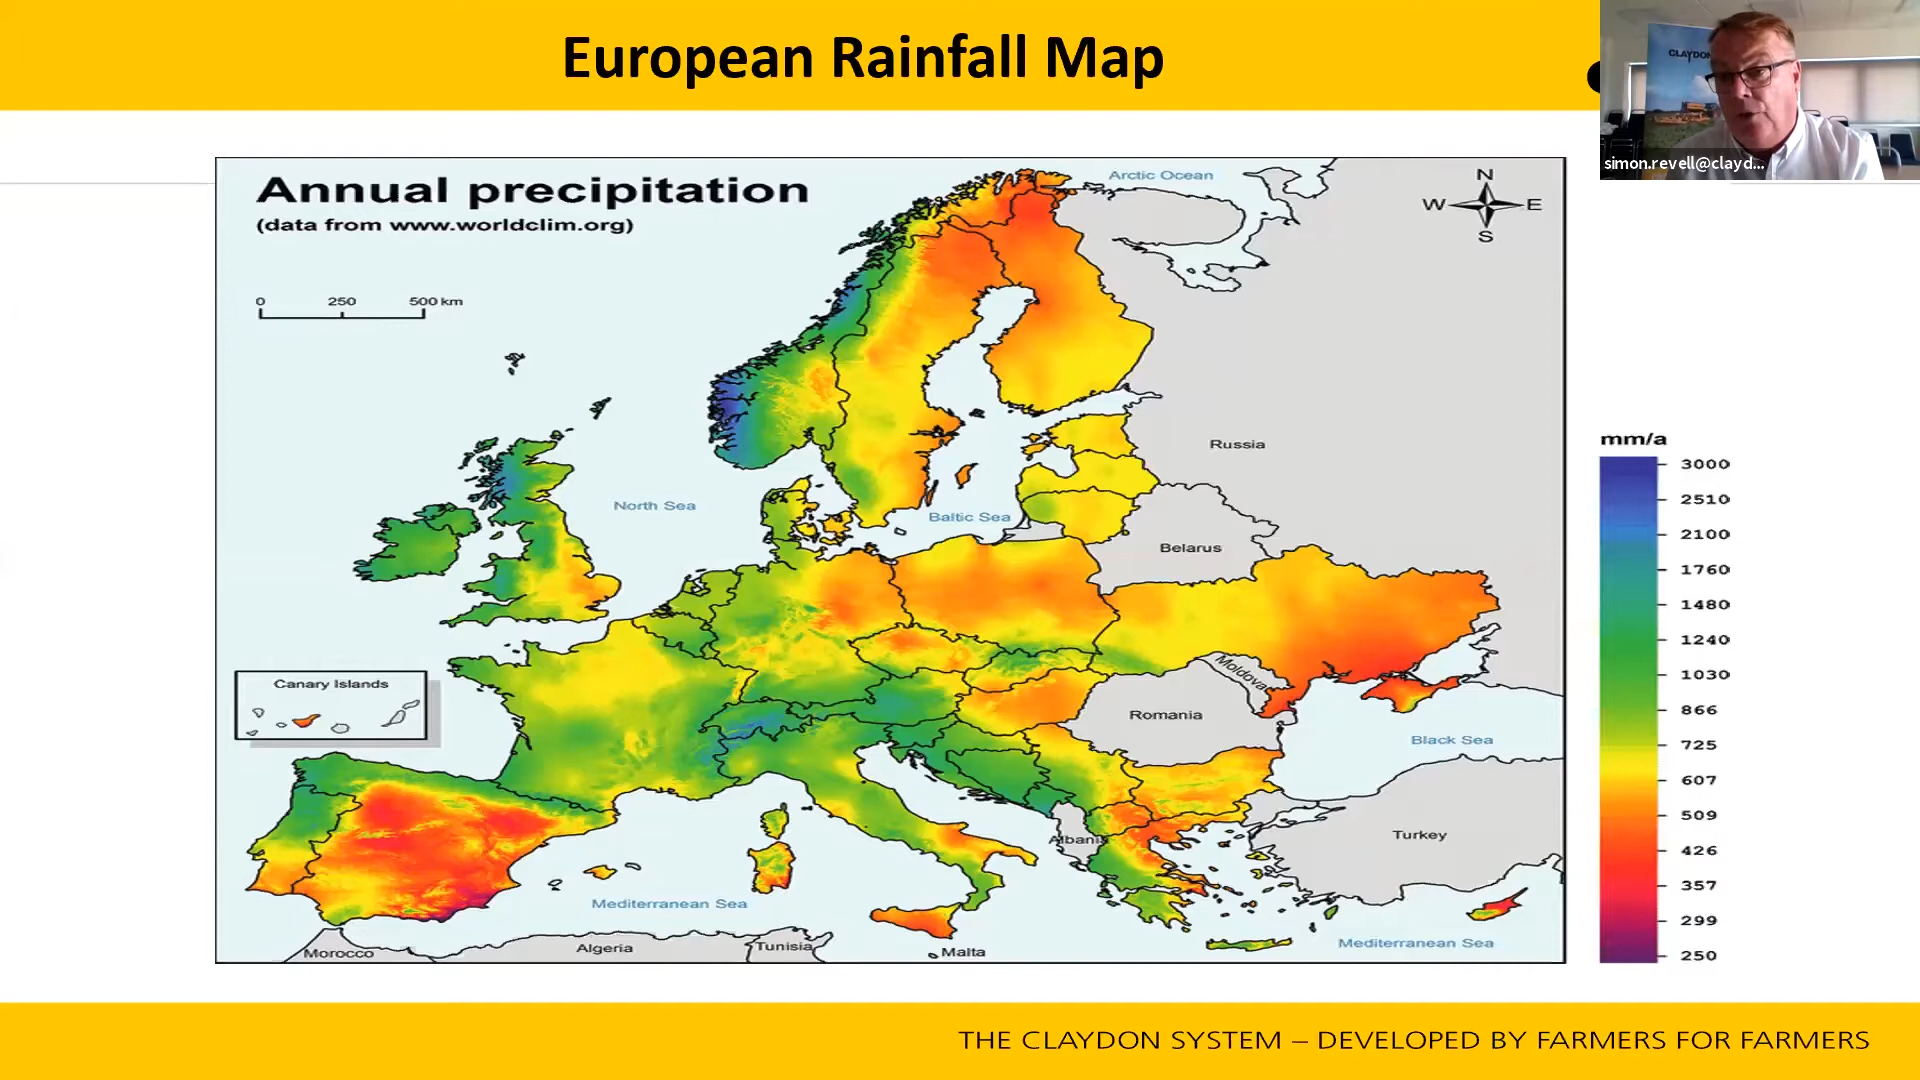 European Rainfall Map
CLAYDON
simon.revell@clayd...
Annual precipitation
(data from www.worldclim.org)
Arctic Ocean
N
W E
S
0 250 500 km
Russia
mm/a
3000
2510
2100
1760
1480
1240
1030
866
725
607
509
426
357
299
250
North Sea
Baltic Sea
Belarus
Moldova
Canary Islands
Romania
Black Sea
Turkey
Albania
Mediterranean Sea
Mediterranean Sea
Morocco
Algeria
Tunisia
Malta
THE CLAYDON SYSTEM – DEVELOPED BY FARMERS FOR FARMERS